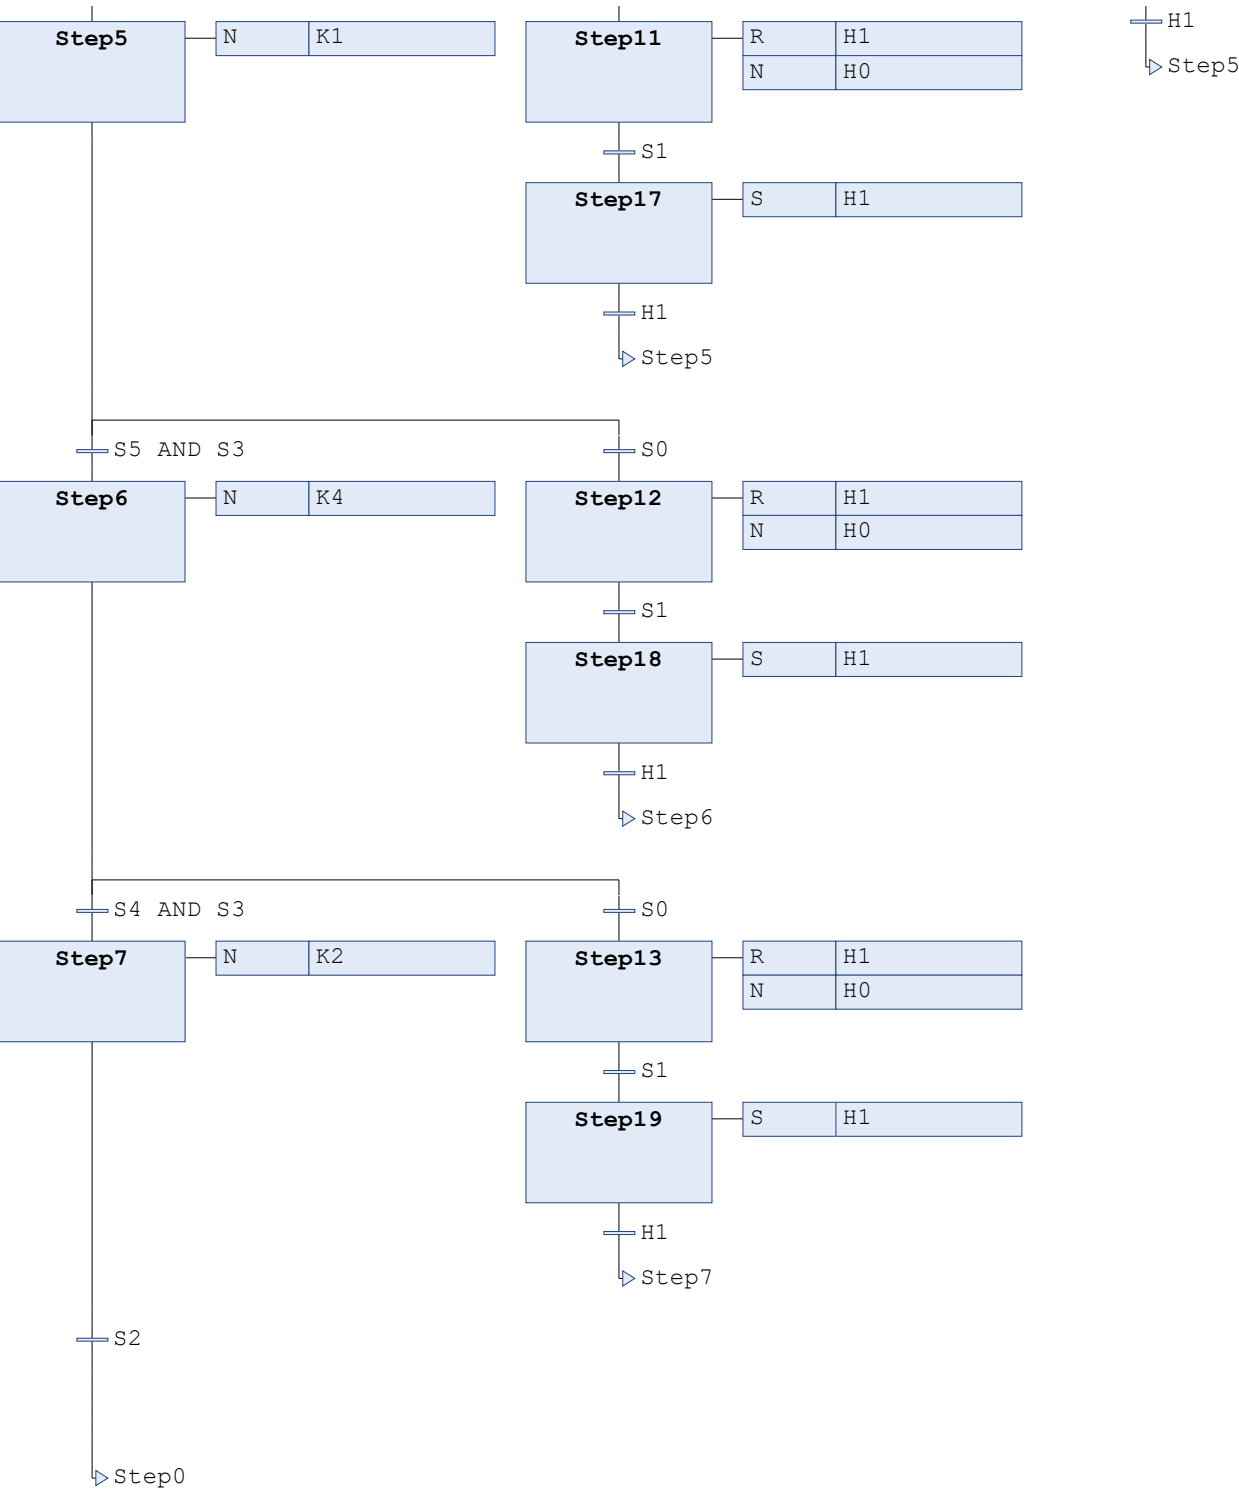 Step5 N K1 Step11 R H1 H1
N H0 Step5
S1
Step17 S H1
H1
Step5
S5 AND S3 S0
Step6 N K4 Step12 R H1
N H0
S1
Step18 S H1
H1
Step6
S4 AND S3 S0
Step7 N K2 Step13 R H1
N H0
S1
Step19 S H1
H1
Step7
S2
Step0